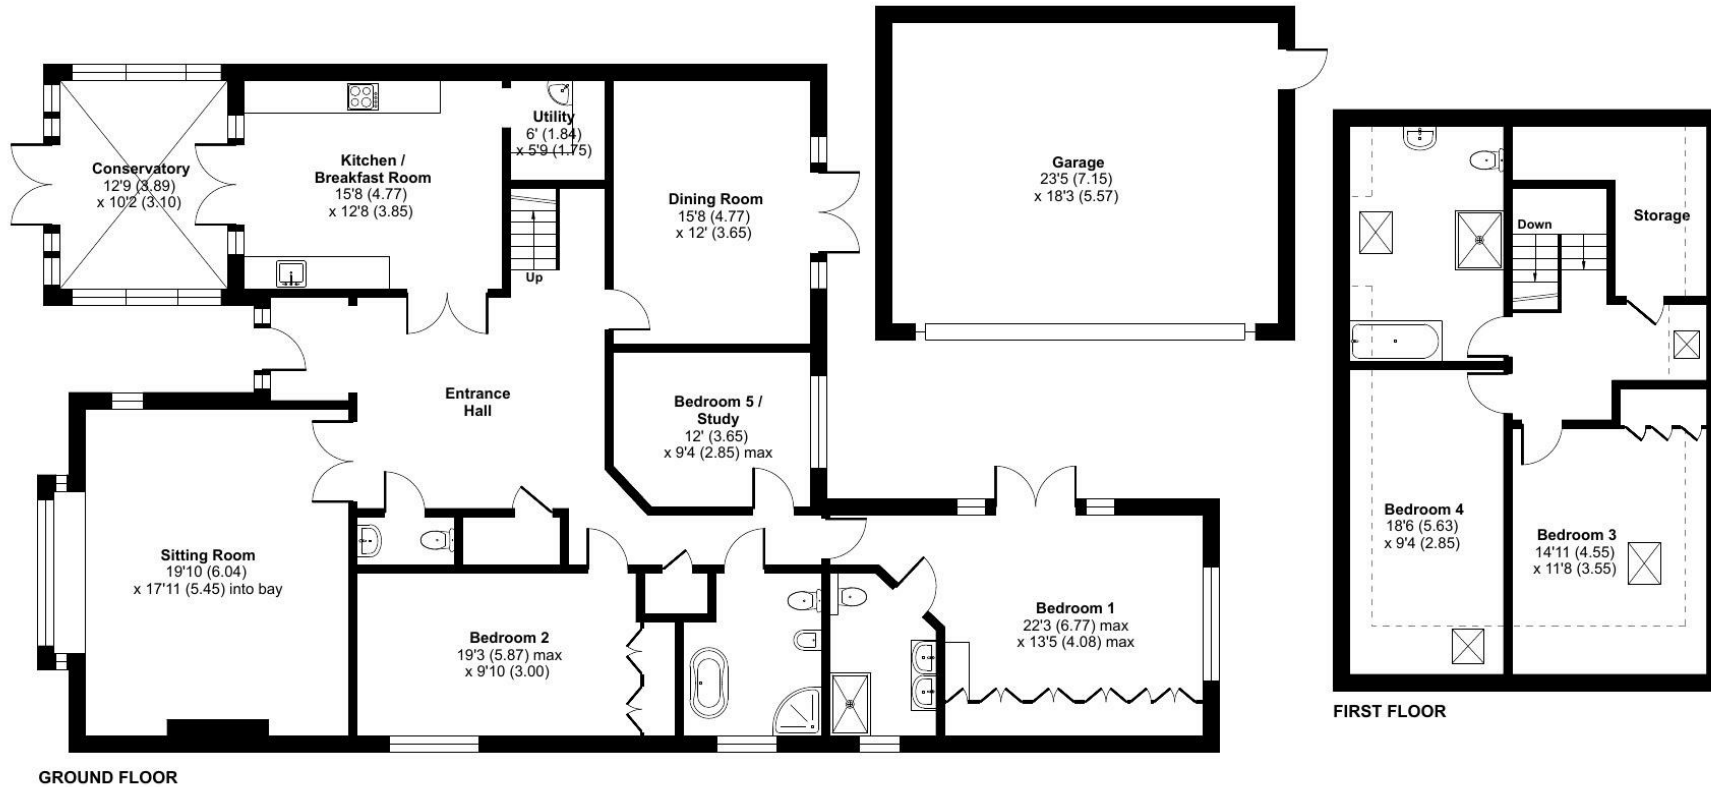 Conservatory
12'9 (3.89)
x 10'2 (3.10)
Kitchen /
Breakfast Room
15'8 (4.77)
x 12'8 (3.85)
Utility
6' (1.84)
x 5'9 (1.75)
Dining Room
15'8 (4.77)
x 12' (3.65)
Garage
23'5 (7.15)
x 18'3 (5.57)
Storage
Down
Up
Entrance
Hall
Bedroom 5 /
Study
12' (3.65)
x 9'4 (2.85) max
Sitting Room
19'10 (6.04)
x 17'11 (5.45) into bay
Bedroom 2
19'3 (5.87) max
x 9'10 (3.00)
Bedroom 1
22'3 (6.77) max
x 13'5 (4.08) max
Bedroom 4
18'6 (5.63)
x 9'4 (2.85)
Bedroom 3
14'11 (4.55)
x 11'8 (3.55)
FIRST FLOOR
GROUND FLOOR